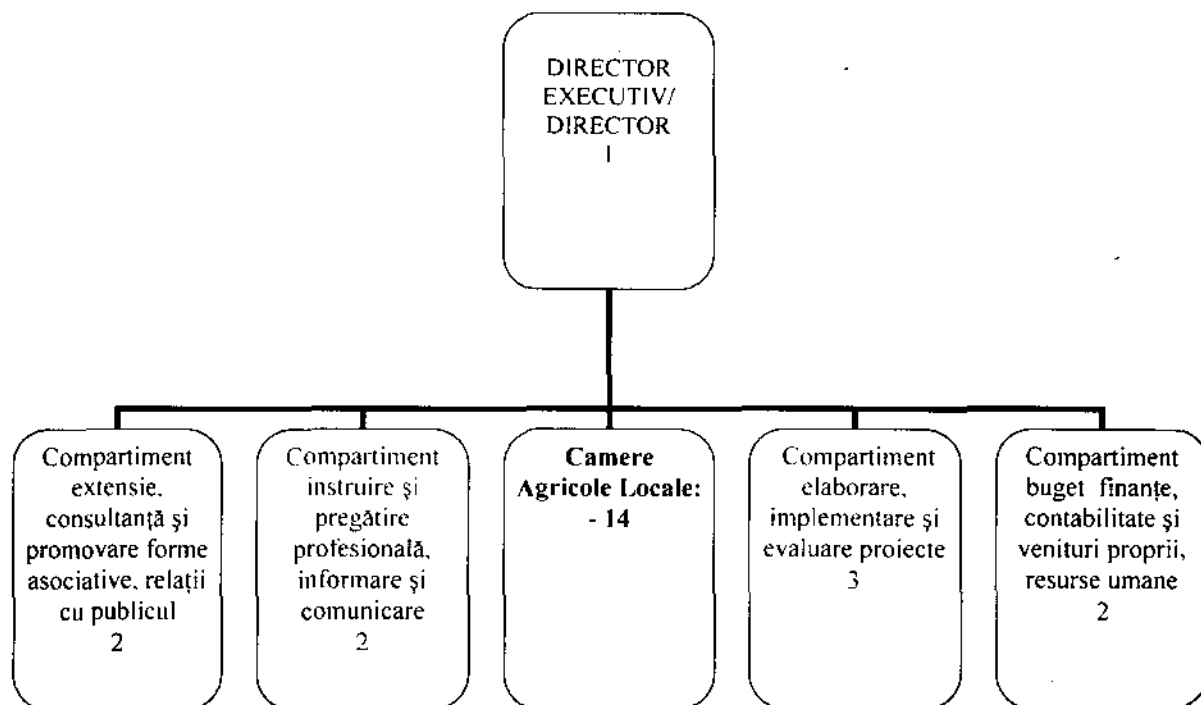 DIRECTOR
EXECUTIV/
DIRECTOR
1
Compartiment
extensie,
consultanță și
promovare forme
asociative, relații
cu publicul
2
Compartiment
instruire și
pregătire
profesională,
informare și
comunicare
2
Camere
Agricole Locale:
- 14
Compartiment
elaborare,
implementare și
evaluare proiecte
3
Compartiment
buget finanțe,
contabilitate și
venituri proprii,
resurse umane
2